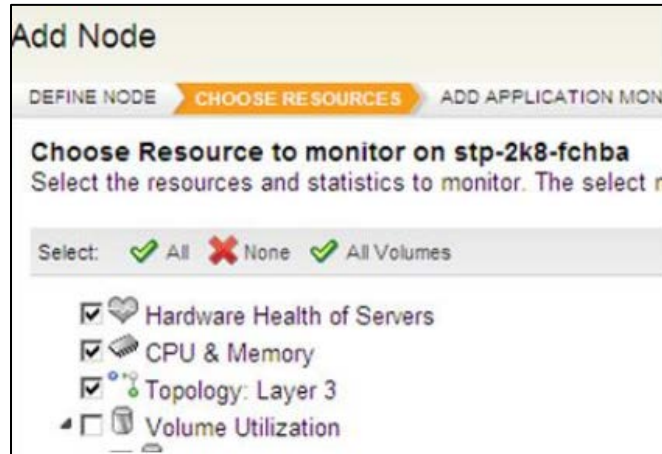 Add Node
DEFINE NODE CHOOSE RESOURCES ADD APPLICATION MON
Choose Resource to monitor on stp-2k8-fchba
Select the resources and statistics to monitor. The select
Select: All None All Volumes
Hardware Health of Servers
CPU & Memory
Topology: Layer 3
Volume Utilization